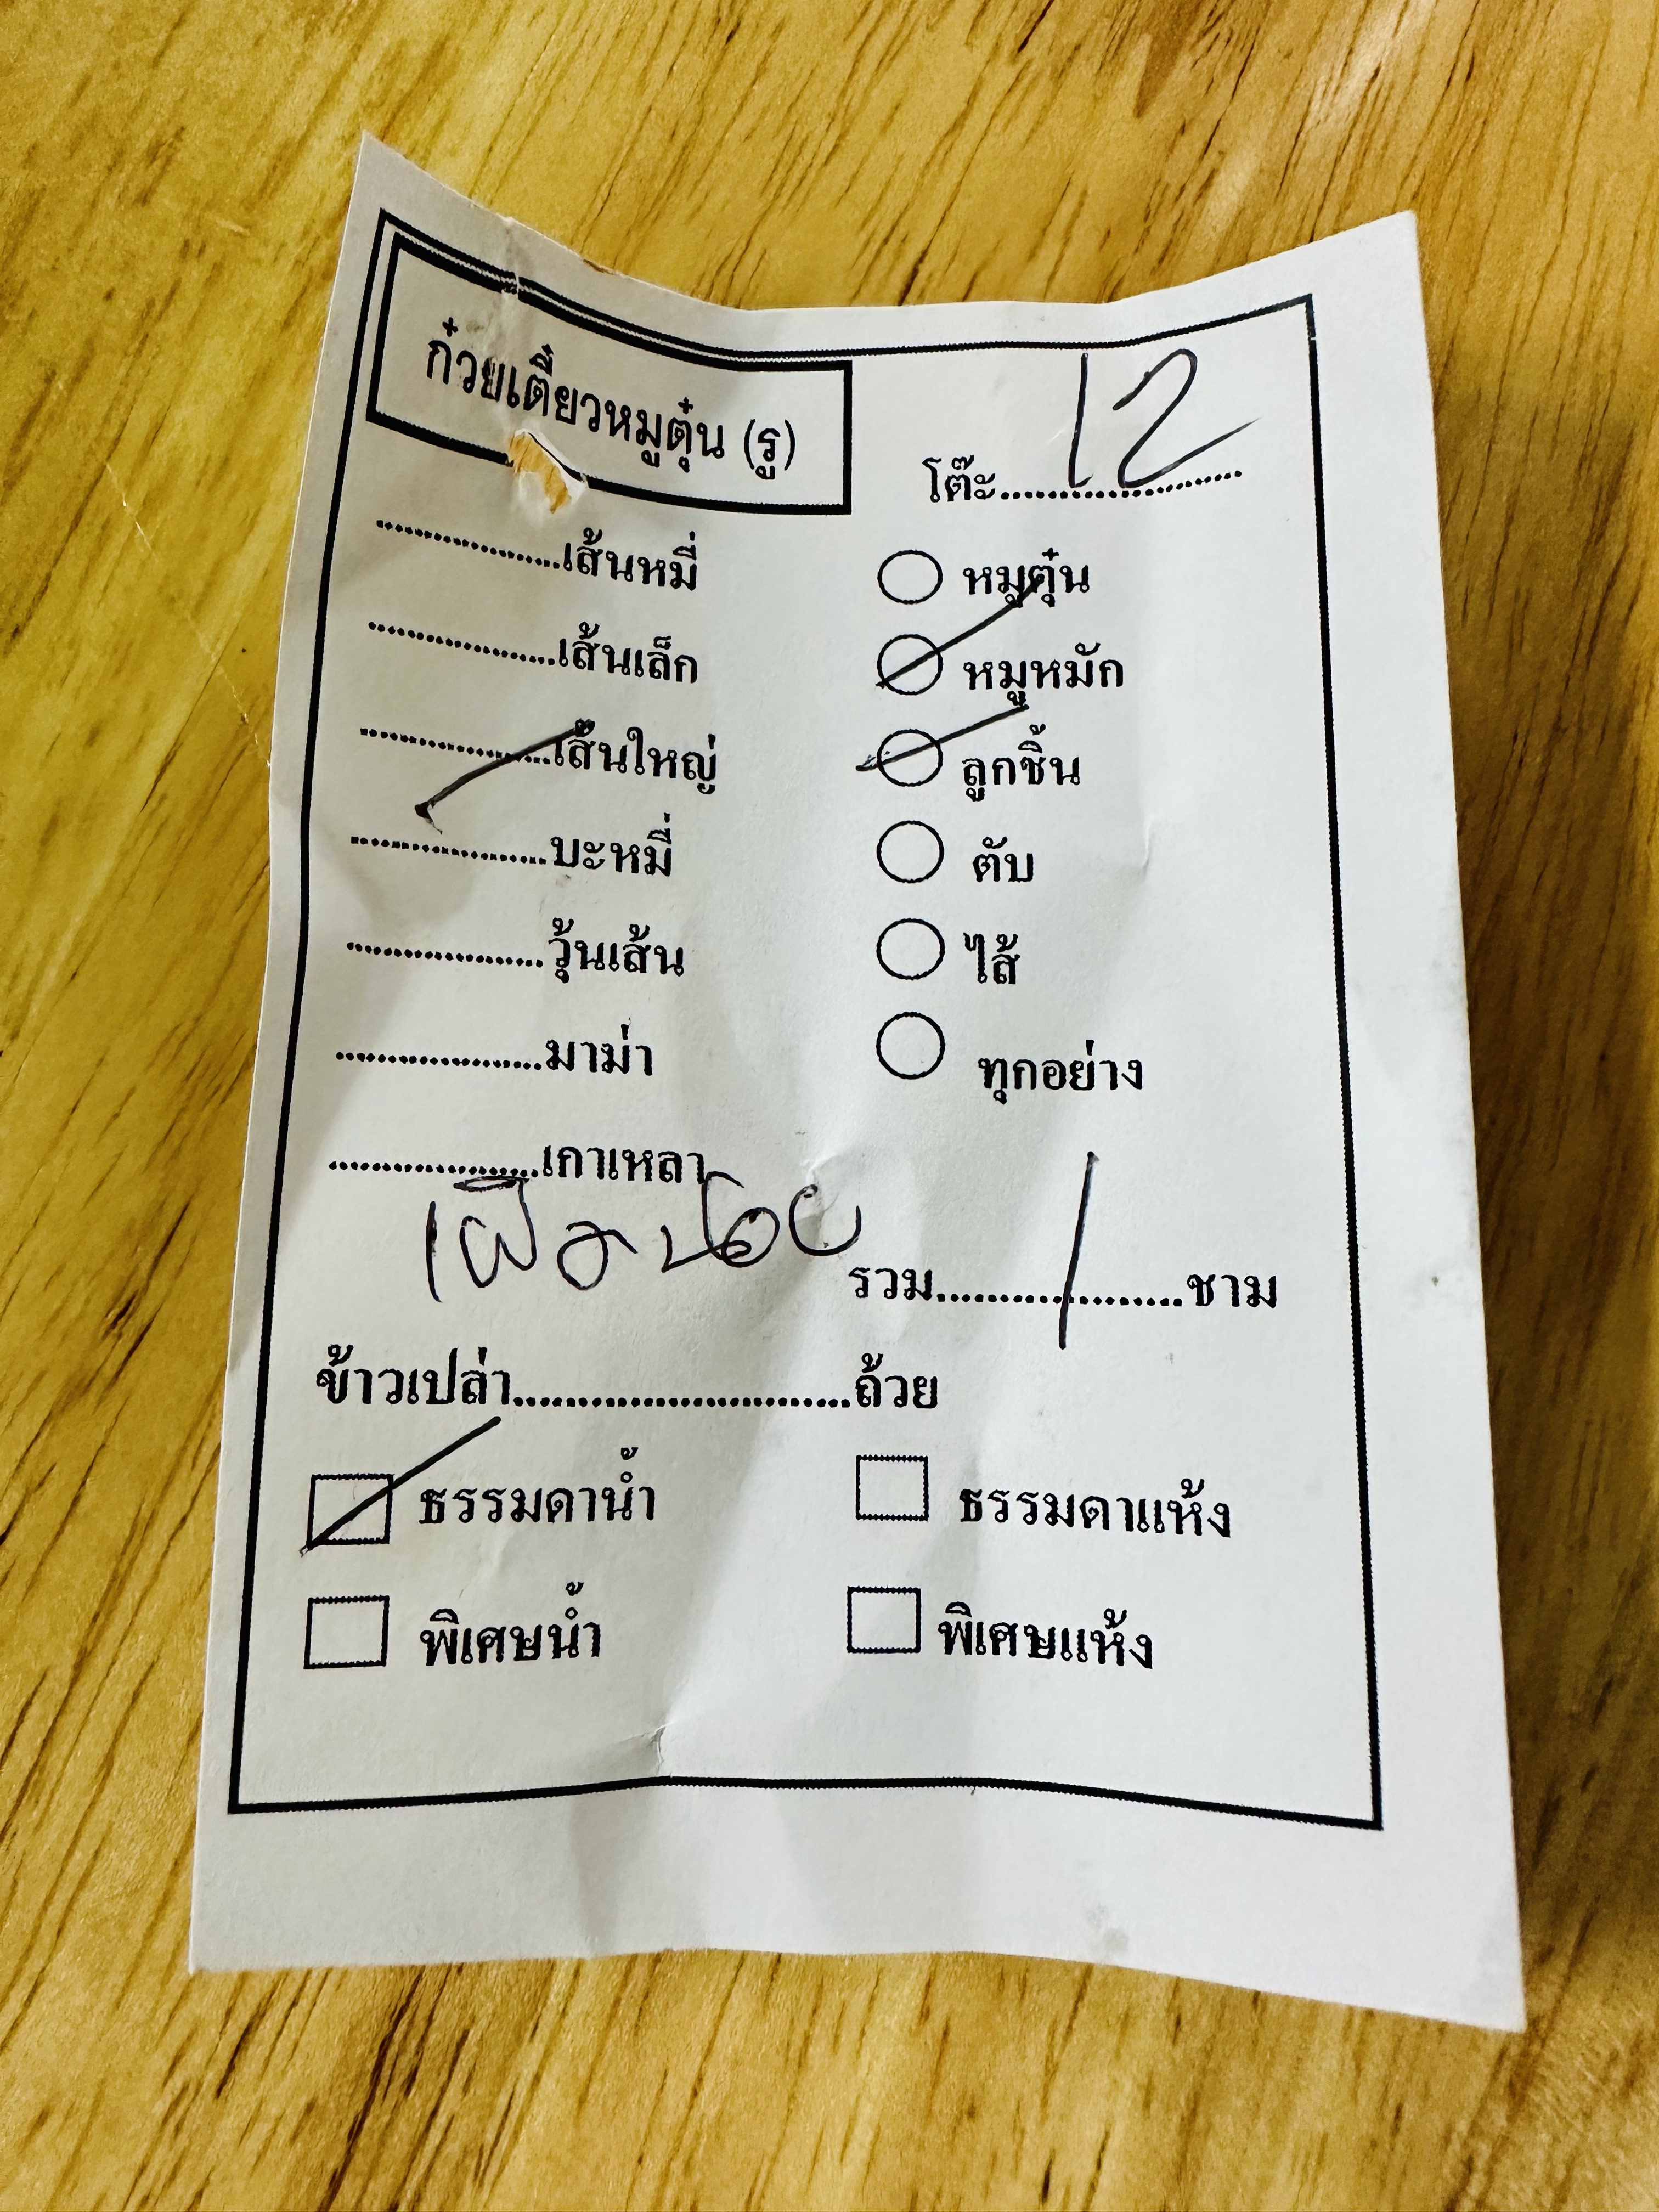 ก๋วยเตี๋ยวหมูตุ๋น (รู)
โต๊ะ....................12
....................เส้นหมี่
หมูตุ๋น
....................เส้นเล็ก
หมูหมัก
....................เส้นใหญ่
ลูกชิ้น
....................บะหมี่
ตับ
....................วุ้นเส้น
ไส้
....................มาม่า
ทุกอย่าง
....................เกาเหลา
น้อย
รวม..........1..........ชาม
ข้าวเปล่า..............................ถ้วย
ธรรมดาน้ำ
ธรรมดาแห้ง
พิเศษน้ำ
พิเศษแห้ง